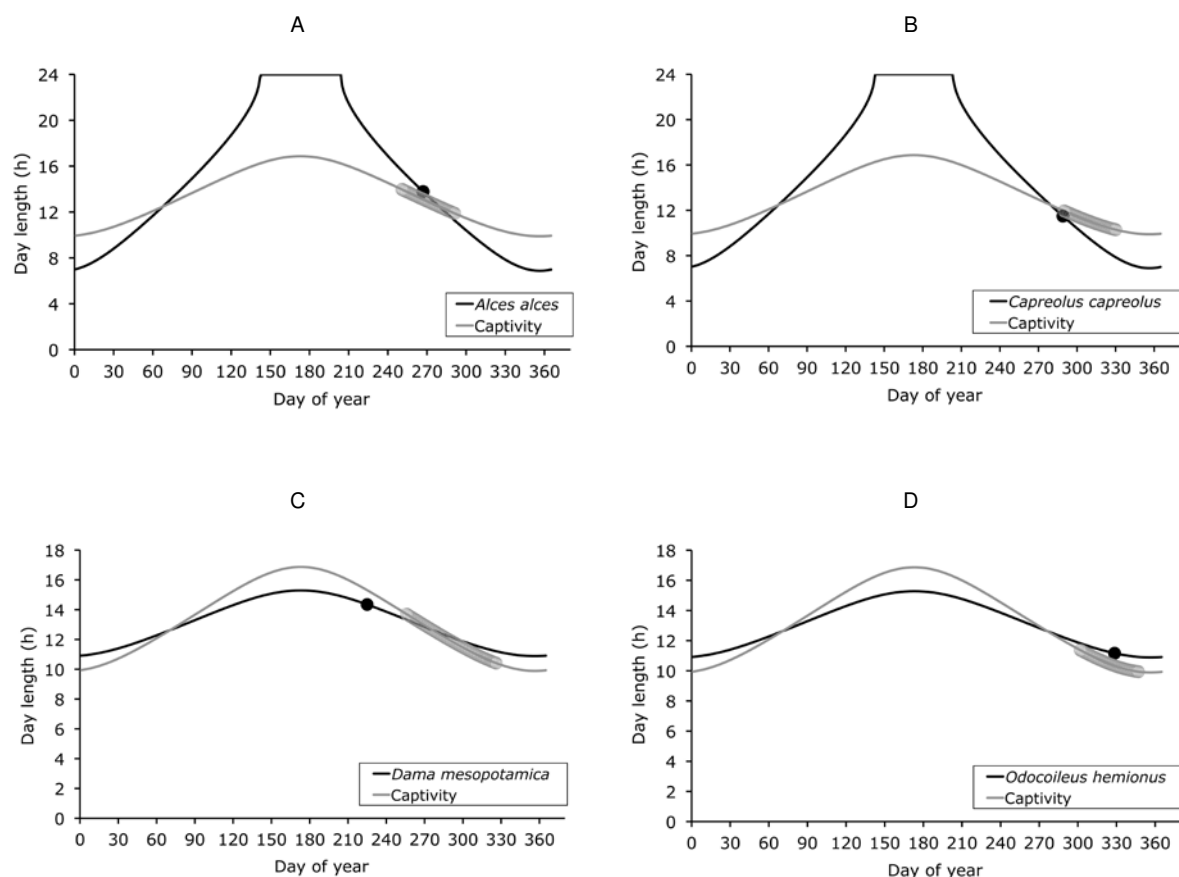 A
Day length (h)
24
20
16
12
8
4
0
Alces alces
Captivity
0 30 60 90 120 150 180 210 240 270 300 330 360
Day of year
B
Day length (h)
24
20
16
12
8
4
0
Capreolus capreolus
Captivity
0 30 60 90 120 150 180 210 240 270 300 330 360
Day of year
C
Day length (h)
18
16
14
12
10
8
6
4
2
0
Dama mesopotamica
Captivity
0 30 60 90 120 150 180 210 240 270 300 330 360
Day of year
D
Day length (h)
18
16
14
12
10
8
6
4
2
0
Odocoileus hemionus
Captivity
0 30 60 90 120 150 180 210 240 270 300 330 360
Day of year